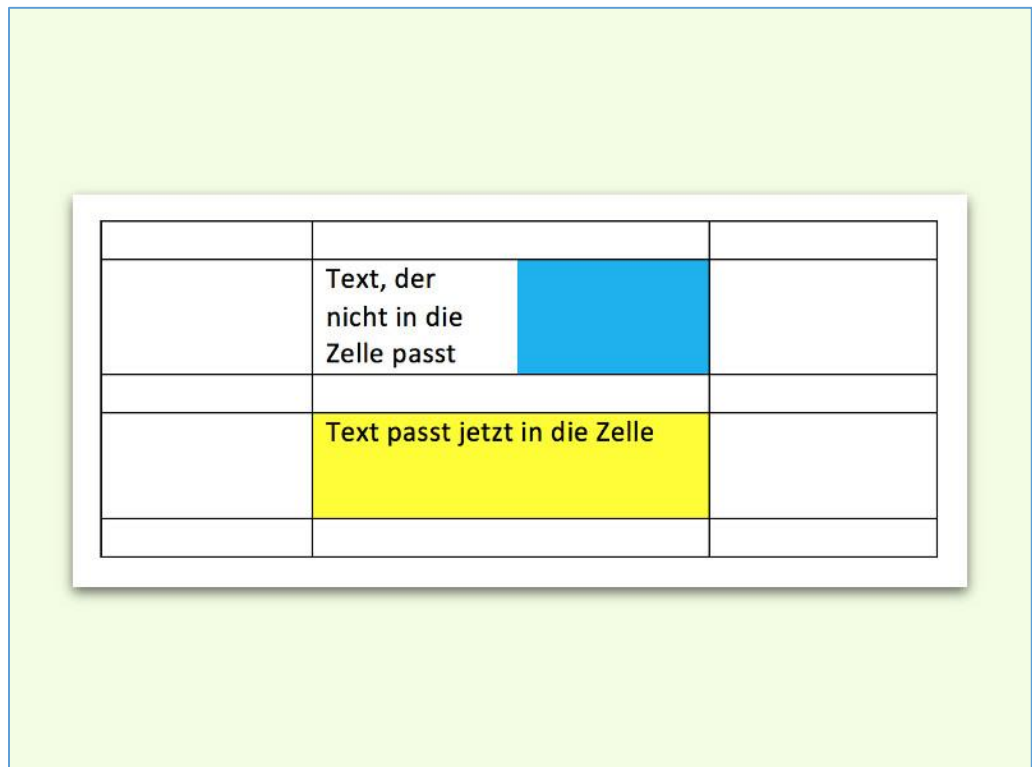 Text, der
nicht in die
Zelle passt
Text passt jetzt in die Zelle